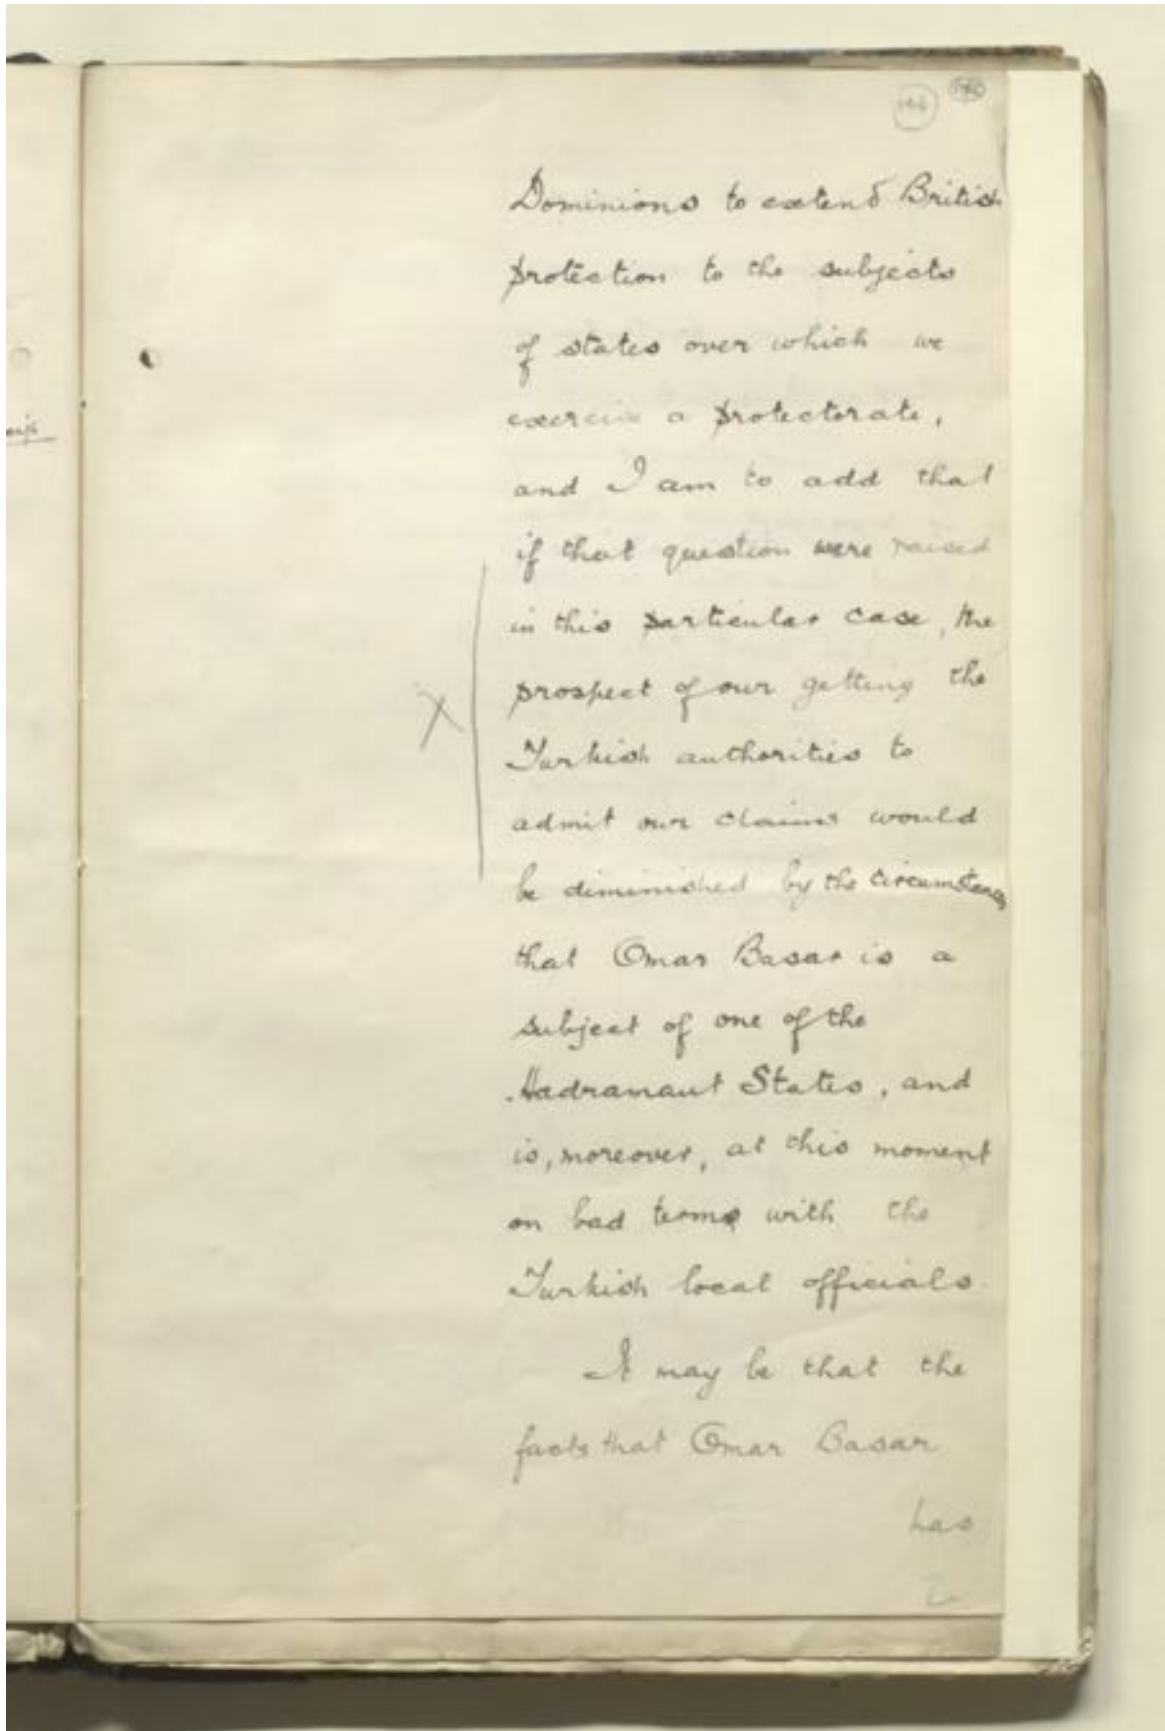 Dominions to extend British
protection to the subjects
of states over which we
exercise a protectorate,
and I am to add that
if that question were raised
in this particular case, the
prospect of our getting the
Turkish authorities to
admit our claims would
be diminished by the circumstances
that Omar Basar is a
subject of one of the
Hadramaut States, and
is, moreover, at this moment
on bad terms with the
Turkish local officials.
It may be that the
facts that Omar Basar
has
X